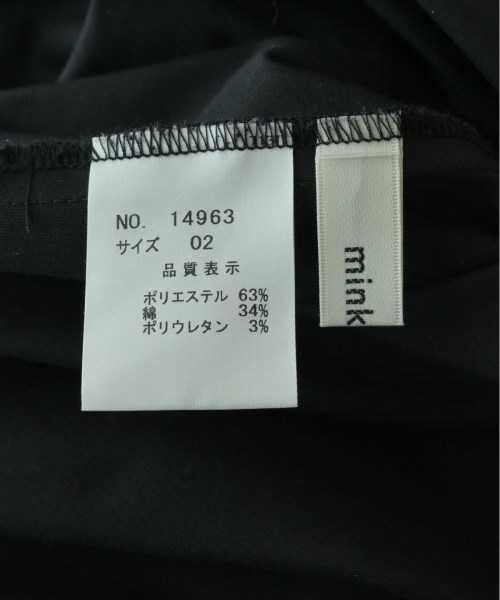 NO. 14963
サイズ 02
品質表示
ポリエステル 63%
綿 34%
ポリウレタン 3%
mink